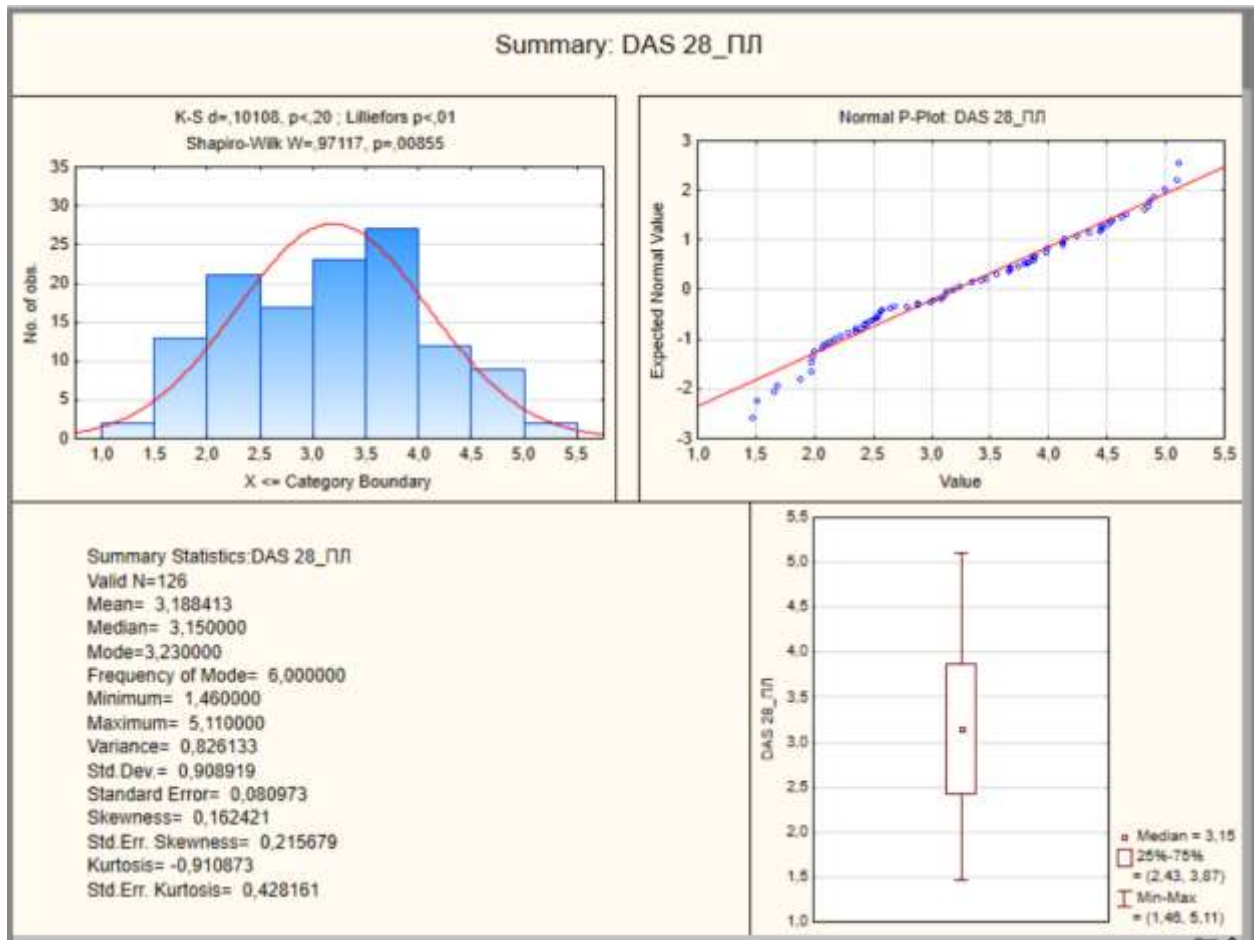 Summary: DAS 28_ПЛ
K-S d=,10108, p<,20 ; Lilliefors p<,01
Shapiro-Wilk W=,97117, p=,00855
35
30
25
20
15
10
5
0
No. of obs.
1,0 1,5 2,0 2,5 3,0 3,5 4,0 4,5 5,0 5,5
X <= Category Boundary
Normal P-Plot: DAS 28_ПЛ
3
2
1
0
-1
-2
-3
Expected Normal Value
1,0 1,5 2,0 2,5 3,0 3,5 4,0 4,5 5,0 5,5
Value
Summary Statistics:DAS 28_ПЛ
Valid N=126
Mean= 3,188413
Median= 3,150000
Mode=3,230000
Frequency of Mode= 6,000000
Minimum= 1,460000
Maximum= 5,110000
Variance= 0,826133
Std.Dev.= 0,908919
Standard Error= 0,080973
Skewness= 0,162421
Std.Err. Skewness= 0,215679
Kurtosis= -0,910873
Std.Err. Kurtosis= 0,428161
5,5
5,0
4,5
4,0
3,5
3,0
2,5
2,0
1,5
1,0
DAS 28_ПЛ
Median = 3,15
25%-75%
= (2,43, 3,87)
Min-Max
= (1,46, 5,11)